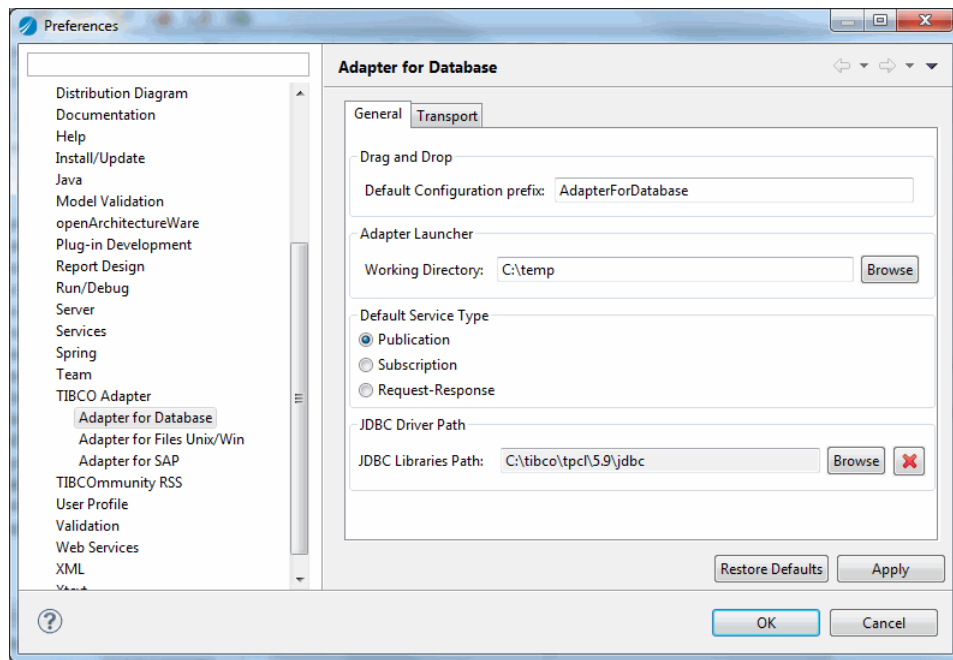 Preferences
Distribution Diagram
Documentation
Help
Install/Update
Java
Model Validation
openArchitectureWare
Plug-in Development
Report Design
Run/Debug
Server
Services
Spring
Team
TIBCO Adapter
Adapter for Database
Adapter for Files Unix/Win
Adapter for SAP
TIBCOmmunity RSS
User Profile
Validation
Web Services
XML
Xtext
Adapter for Database
General Transport
Drag and Drop
Default Configuration prefix: AdapterForDatabase
Adapter Launcher
Working Directory: C:\temp Browse
Default Service Type
Publication
Subscription
Request-Response
JDBC Driver Path
JDBC Libraries Path: C:\tibco\tpcl\5.9\jdbc Browse
Restore Defaults Apply
? OK Cancel